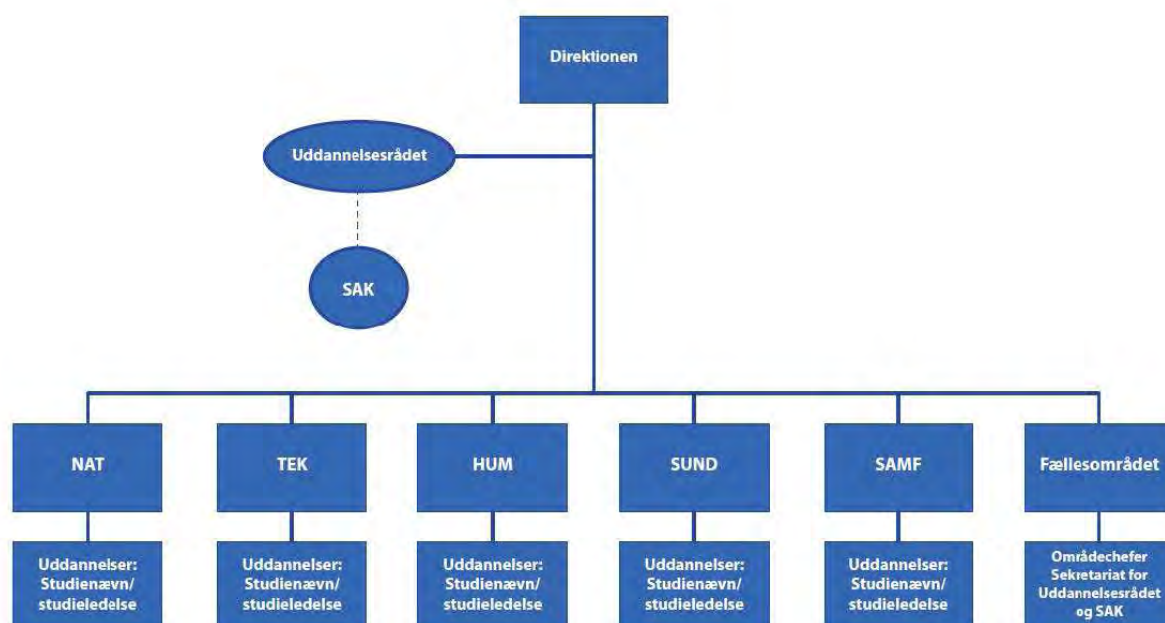 Direktionen
Uddannelsesrådet
SAK
NAT
TEK
HUM
SUND
SAMF
Fællesområdet
Uddannelser:
Studienævn/
studieledelse
Uddannelser:
Studienævn/
studieledelse
Uddannelser:
Studienævn/
studieledelse
Uddannelser:
Studienævn/
studieledelse
Uddannelser:
Studienævn/
studieledelse
Områdechefer
Sekretariat for
Uddannelsesrådet
og SAK